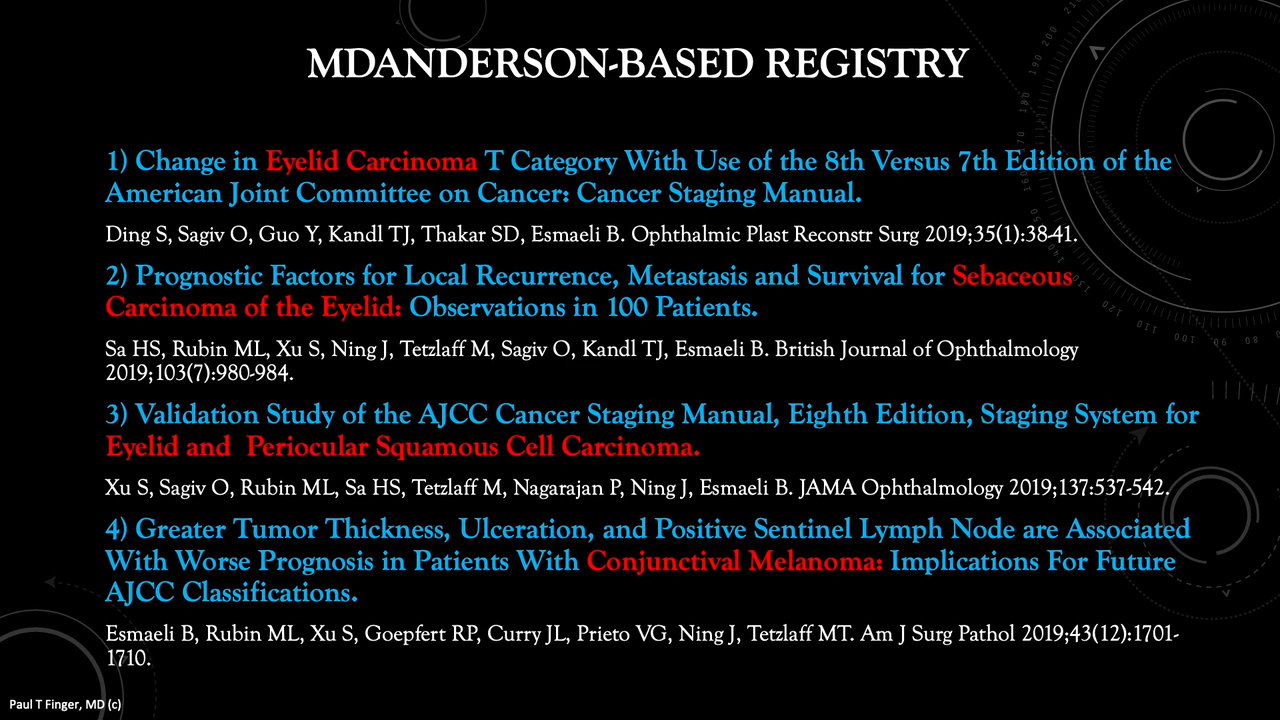 MDANDERSON-BASED REGISTRY
1) Change in Eyelid Carcinoma T Category With Use of the 8th Versus 7th Edition of the
American Joint Committee on Cancer: Cancer Staging Manual.
Ding S, Sagiv O, Guo Y, Kandl TJ, Thakar SD, Esmaeli B. Ophthalmic Plast Reconstr Surg 2019;35(1):38-41.
2) Prognostic Factors for Local Recurrence, Metastasis and Survival for Sebaceous
Carcinoma of the Eyelid: Observations in 100 Patients.
Sa HS, Rubin ML, Xu S, Ning J, Tetzlaff M, Sagiv O, Kandl TJ, Esmaeli B. British Journal of Ophthalmology
2019;103(7):980-984.
3) Validation Study of the AJCC Cancer Staging Manual, Eighth Edition, Staging System for
Eyelid and Periocular Squamous Cell Carcinoma.
Xu S, Sagiv O, Rubin ML, Sa HS, Tetzlaff M, Nagarajan P, Ning J, Esmaeli B. JAMA Ophthalmology 2019;137:537-542.
4) Greater Tumor Thickness, Ulceration, and Positive Sentinel Lymph Node are Associated
With Worse Prognosis in Patients With Conjunctival Melanoma: Implications For Future
AJCC Classifications.
Esmaeli B, Rubin ML, Xu S, Goepfert RP, Curry JL, Prieto VG, Ning J, Tetzlaff MT. Am J Surg Pathol 2019;43(12):1701-
1710.
Paul T Finger, MD (c)